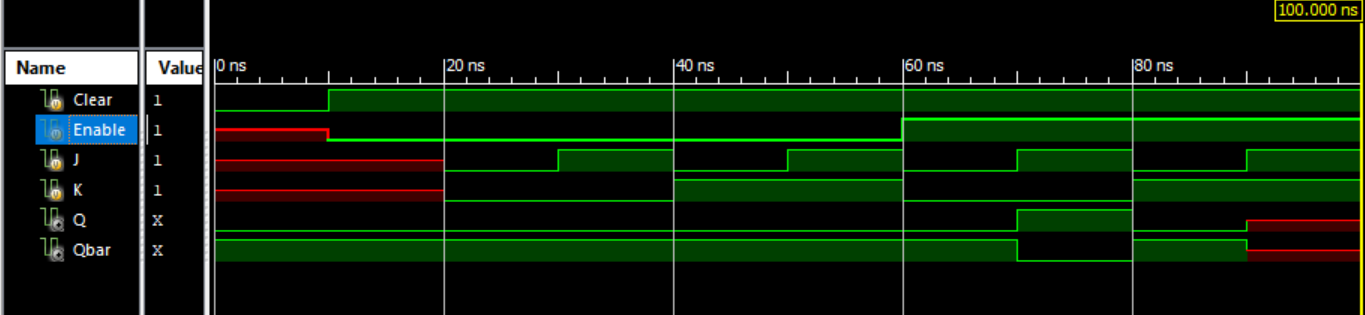 100.000 ns
Name Value 0 ns 20 ns 40 ns 60 ns 80 ns
Clear 1
Enable 1
J 1
K 1
Q X
Qbar X